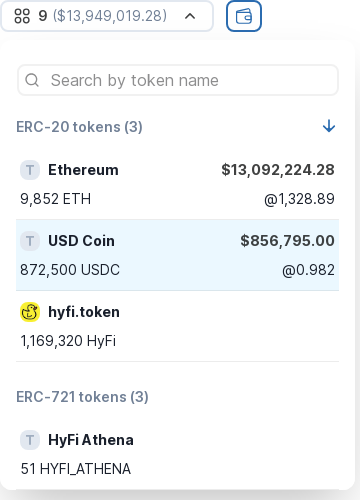 9 ($13,949,019.28)
Search by token name
ERC-20 tokens (3)
T Ethereum $13,092,224.28
9,852 ETH @1,328.89
T USD Coin $856,795.00
872,500 USDC @0.982
hyfi.token
1,169,320 HyFi
ERC-721 tokens (3)
T HyFi Athena
51 HYFI_ATHENA